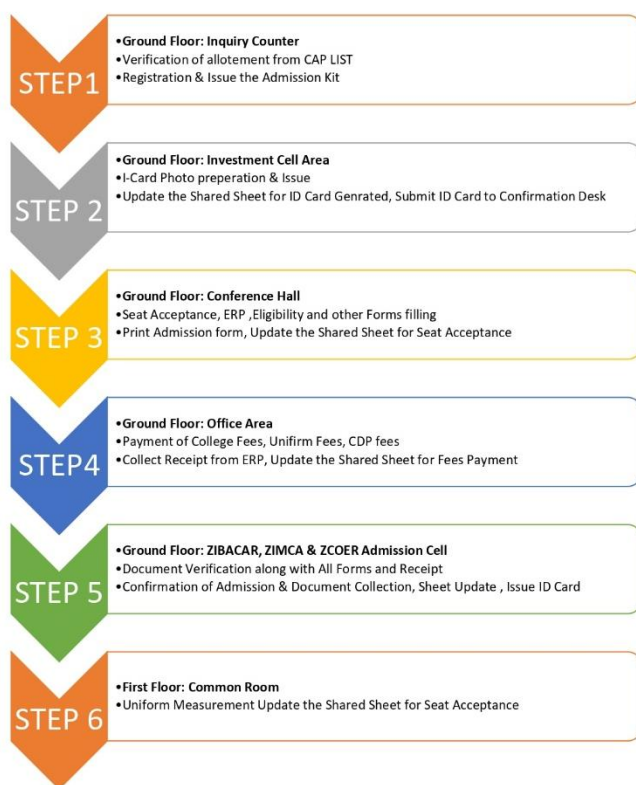 STEP1
•Ground Floor: Inquiry Counter
•Verification of allotement from CAP LIST
•Registration & Issue the Admission Kit
STEP 2
•Ground Floor: Investment Cell Area
•I-Card Photo preperation & Issue
•Update the Shared Sheet for ID Card Genrated, Submit ID Card to Confirmation Desk
STEP 3
•Ground Floor: Conference Hall
•Seat Acceptance, ERP ,Eligibility and other Forms filling
•Print Admission form, Update the Shared Sheet for Seat Acceptance
STEP4
•Ground Floor: Office Area
•Payment of College Fees, Unifirm Fees, CDP fees
•Collect Receipt from ERP, Update the Shared Sheet for Fees Payment
STEP 5
•Ground Floor: ZIBACAR, ZIMCA & ZCOER Admission Cell
•Document Verification along with All Forms and Receipt
•Confirmation of Admission & Document Collection, Sheet Update , Issue ID Card
STEP 6
•First Floor: Common Room
•Uniform Measurement Update the Shared Sheet for Seat Acceptance